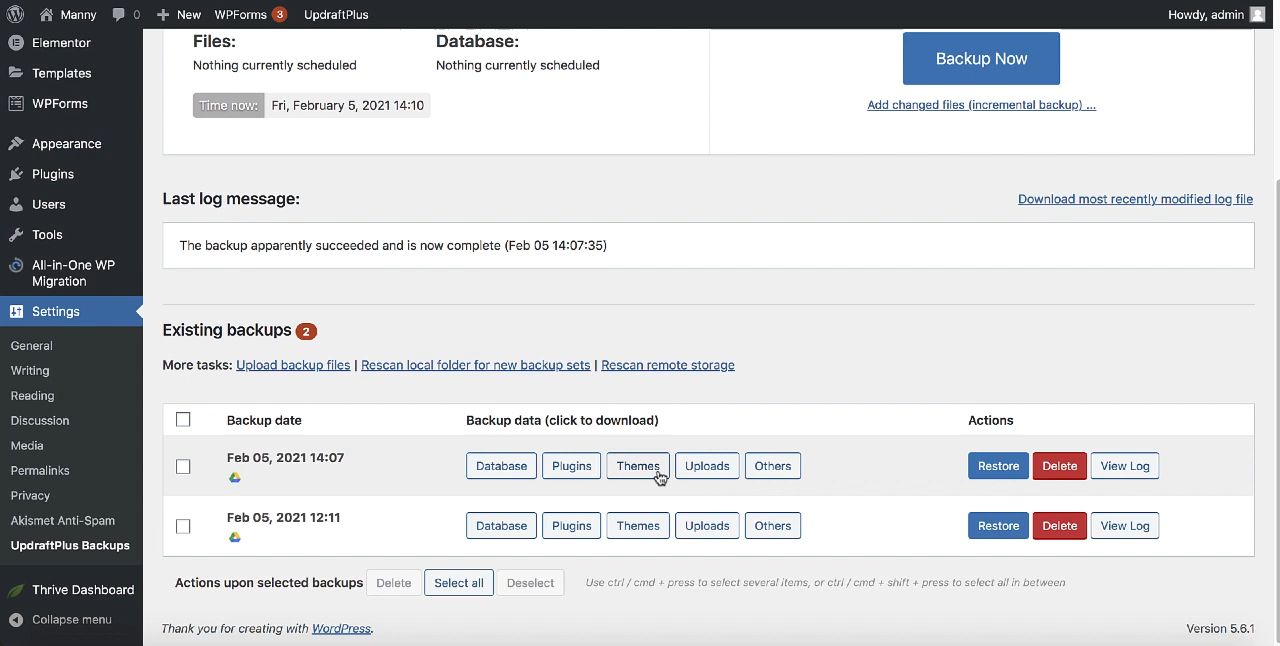 Manny 0 New WPForms 3 UpdraftPlus Howdy, admin
Elementor
Templates
WPForms
Appearance
Plugins
Users
Tools
All-in-One WP
Migration
Settings
General
Writing
Reading
Discussion
Media
Permalinks
Privacy
Akismet Anti-Spam
UpdraftPlus Backups
Thrive Dashboard
Collapse menu
Files: Database:
Nothing currently scheduled Nothing currently scheduled
Time now: Fri, February 5, 2021 14:10
Backup Now
Add changed files (incremental backup) ...
Last log message: Download most recently modified log file
The backup apparently succeeded and is now complete (Feb 05 14:07:35)
Existing backups 2
More tasks: Upload backup files | Rescan local folder for new backup sets | Rescan remote storage
Backup date Backup data (click to download) Actions
Feb 05, 2021 14:07 Database Plugins Themes Uploads Others Restore Delete View Log
Feb 05, 2021 12:11 Database Plugins Themes Uploads Others Restore Delete View Log
Actions upon selected backups Delete Select all Deselect Use ctrl / cmd + press to select several items, or ctrl / cmd + shift + press to select all in between
Thank you for creating with WordPress. Version 5.6.1